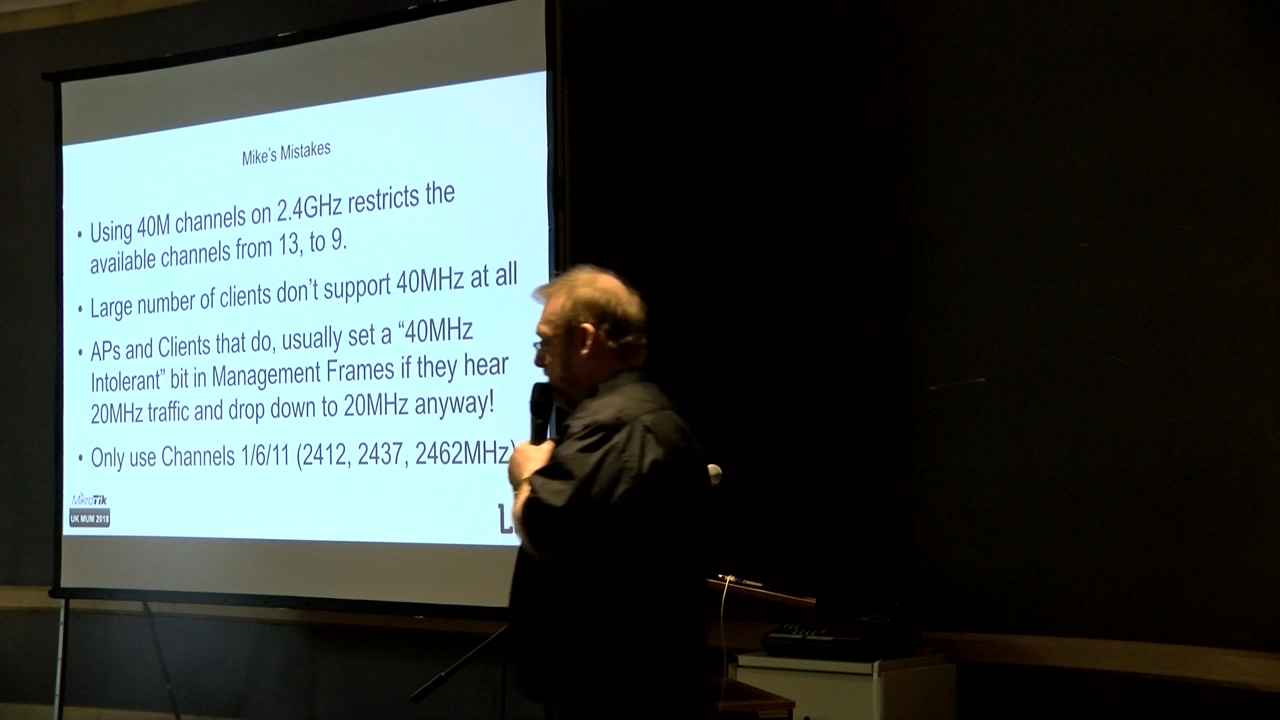 Mike's Mistakes
• Using 40M channels on 2.4GHz restricts the
available channels from 13, to 9.
• Large number of clients don't support 40MHz at all
• APs and Clients that do, usually set a “40MHz
Intolerant” bit in Management Frames if they hear
20MHz traffic and drop down to 20MHz anyway!
• Only use Channels 1/6/11 (2412, 2437, 2462MHz)
MikroTik
UK MUM 2018